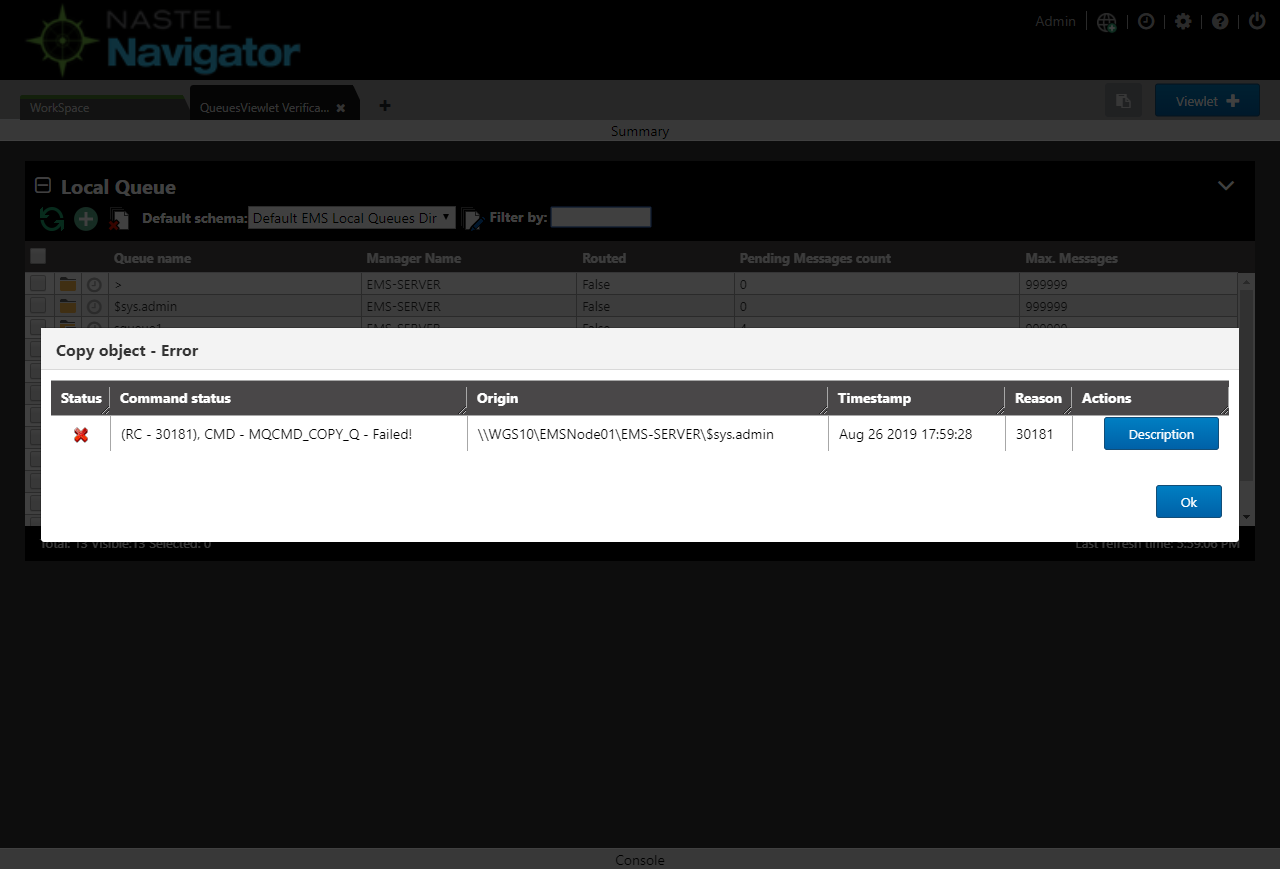 NASTEL
Navigator
Admin
WorkSpace
QueuesViewlet Verifica...
Viewlet
Summary
Local Queue
Default schema: Default EMS Local Queues Dir Filter by:
Queue name Manager Name Routed Pending Messages count Max. Messages
> EMS-SERVER False 0 999999
$sys.admin EMS-SERVER False 0 999999
EMS-SERVER False 999999
Copy object - Error
Status Command status Origin Timestamp Reason Actions
(RC - 30181), CMD - MQCMD_COPY_Q - Failed! \\WGS10\EMSNode01\EMS-SERVER\$sys.admin Aug 26 2019 17:59:28 30181 Description
Ok
Total: 13 Visible:13 Selected: 0 Last refresh time: 5:59:06 PM
Console